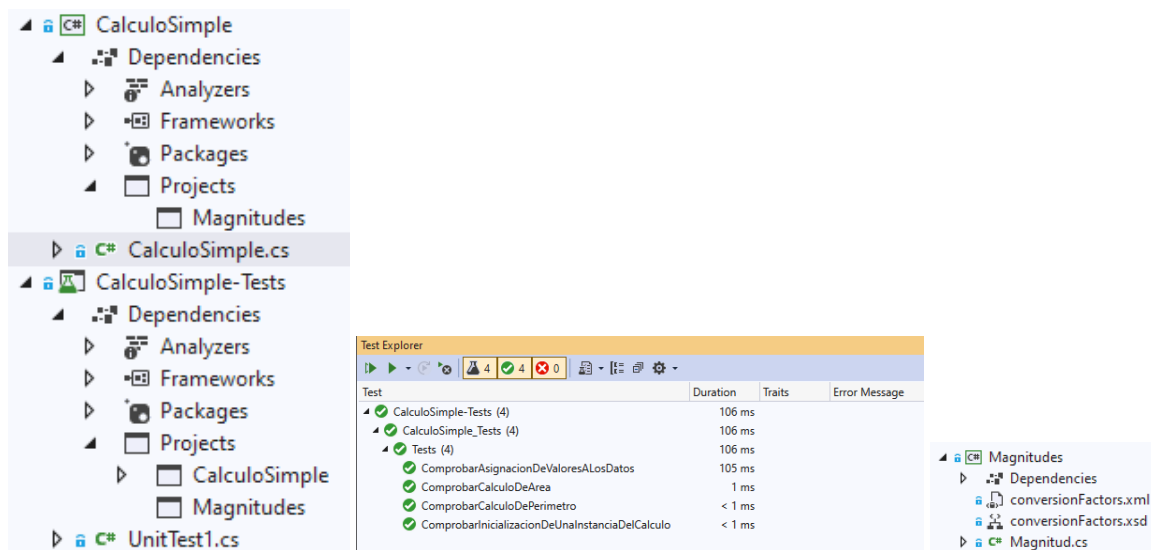 C# CalculoSimple
Dependencies
Analyzers
Frameworks
Packages
Projects
Magnitudes
C# CalculoSimple.cs
CalculoSimple-Tests
Dependencies
Analyzers
Frameworks
Packages
Projects
CalculoSimple
Magnitudes
C# UnitTest1.cs
Test Explorer
4 4 0
Test Duration Traits Error Message
CalculoSimple-Tests (4) 106 ms
CalculoSimple_Tests (4) 106 ms
Tests (4) 106 ms
ComprobarAsignacionDeValoresALosDatos 105 ms
ComprobarCalculoDeArea 1 ms
ComprobarCalculoDePerimetro < 1 ms
ComprobarInicializacionDeUnaInstanciaDelCalculo < 1 ms
C# Magnitudes
Dependencies
conversionFactors.xml
conversionFactors.xsd
C# Magnitud.cs